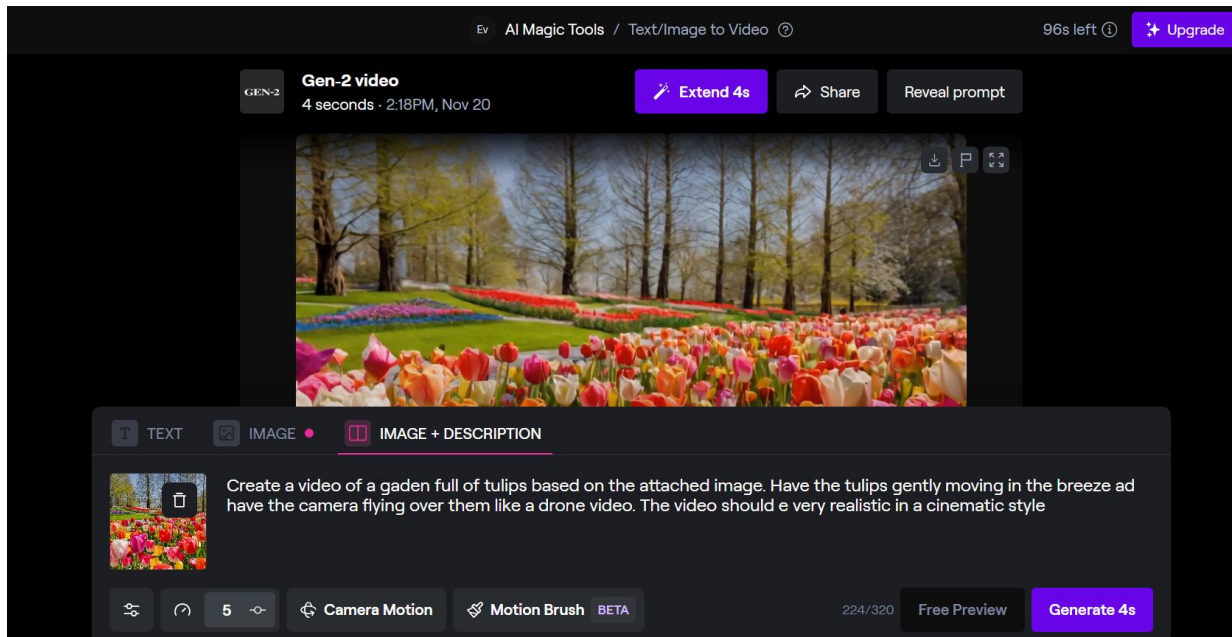 Ev AI Magic Tools / Text/Image to Video
96s left
Upgrade
GEN-2
Gen-2 video
4 seconds · 2:18PM, Nov 20
Extend 4s
Share
Reveal prompt
T TEXT
IMAGE
IMAGE + DESCRIPTION
Create a video of a gaden full of tulips based on the attached image. Have the tulips gently moving in the breeze ad
have the camera flying over them like a drone video. The video should e very realistic in a cinematic style
5
Camera Motion
Motion Brush BETA
224/320
Free Preview
Generate 4s